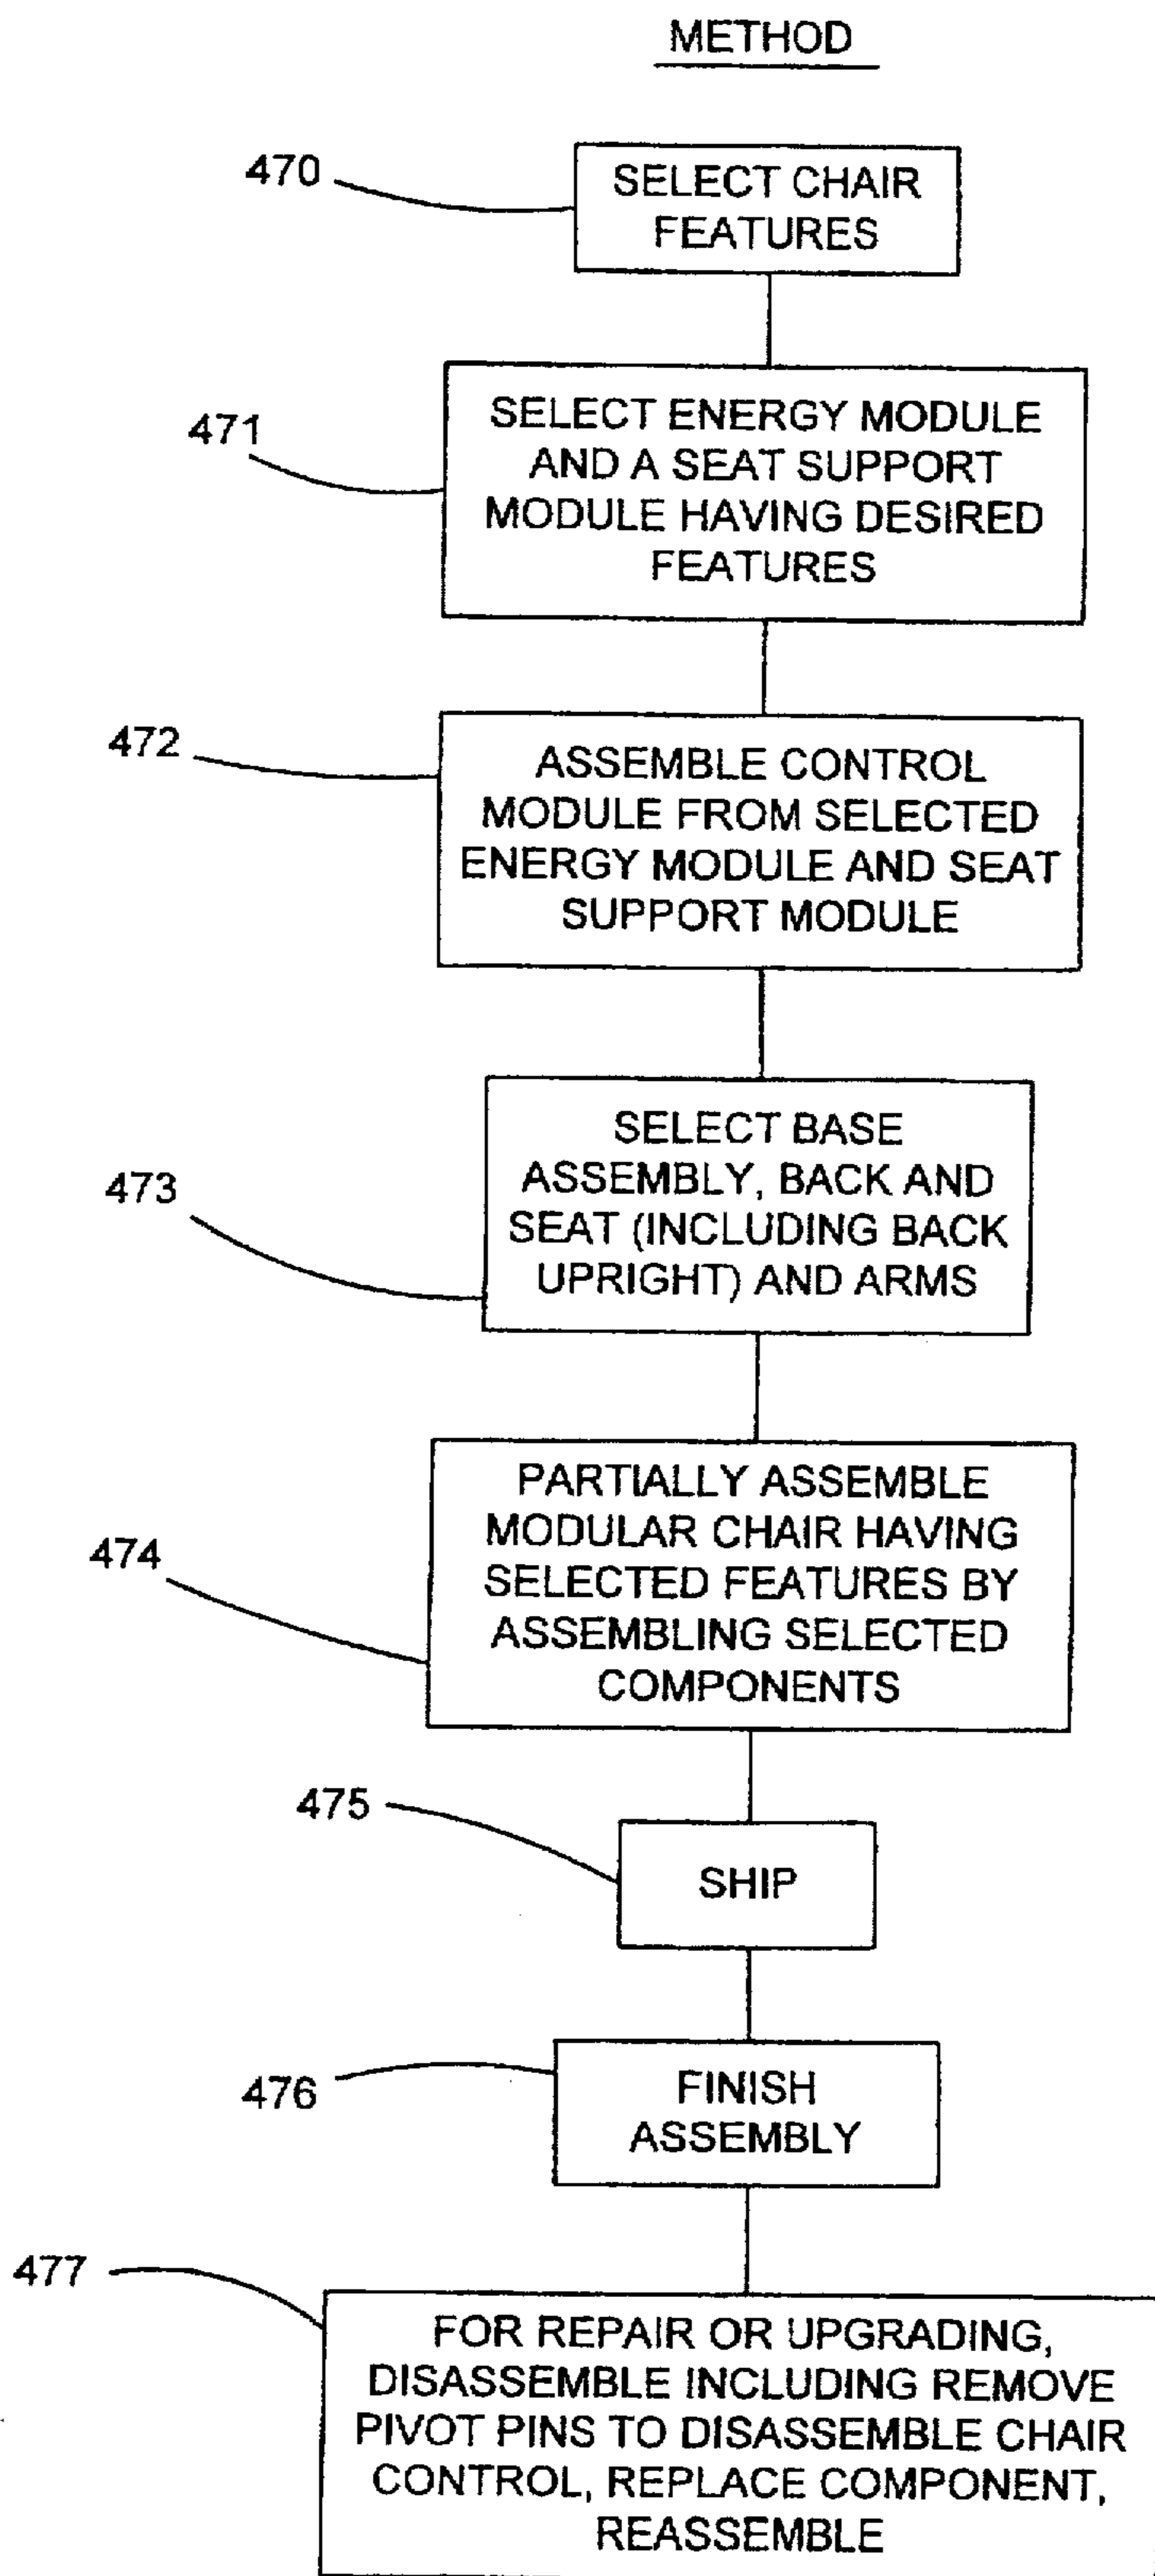 METHOD
470
SELECT CHAIR
FEATURES
471
SELECT ENERGY MODULE
AND A SEAT SUPPORT
MODULE HAVING DESIRED
FEATURES
472
ASSEMBLE CONTROL
MODULE FROM SELECTED
ENERGY MODULE AND SEAT
SUPPORT MODULE
473
SELECT BASE
ASSEMBLY, BACK AND
SEAT (INCLUDING BACK
UPRIGHT) AND ARMS
474
PARTIALLY ASSEMBLE
MODULAR CHAIR HAVING
SELECTED FEATURES BY
ASSEMBLING SELECTED
COMPONENTS
475
SHIP
476
FINISH
ASSEMBLY
477
FOR REPAIR OR UPGRADING,
DISASSEMBLE INCLUDING REMOVE
PIVOT PINS TO DISASSEMBLE CHAIR
CONTROL, REPLACE COMPONENT,
REASSEMBLE